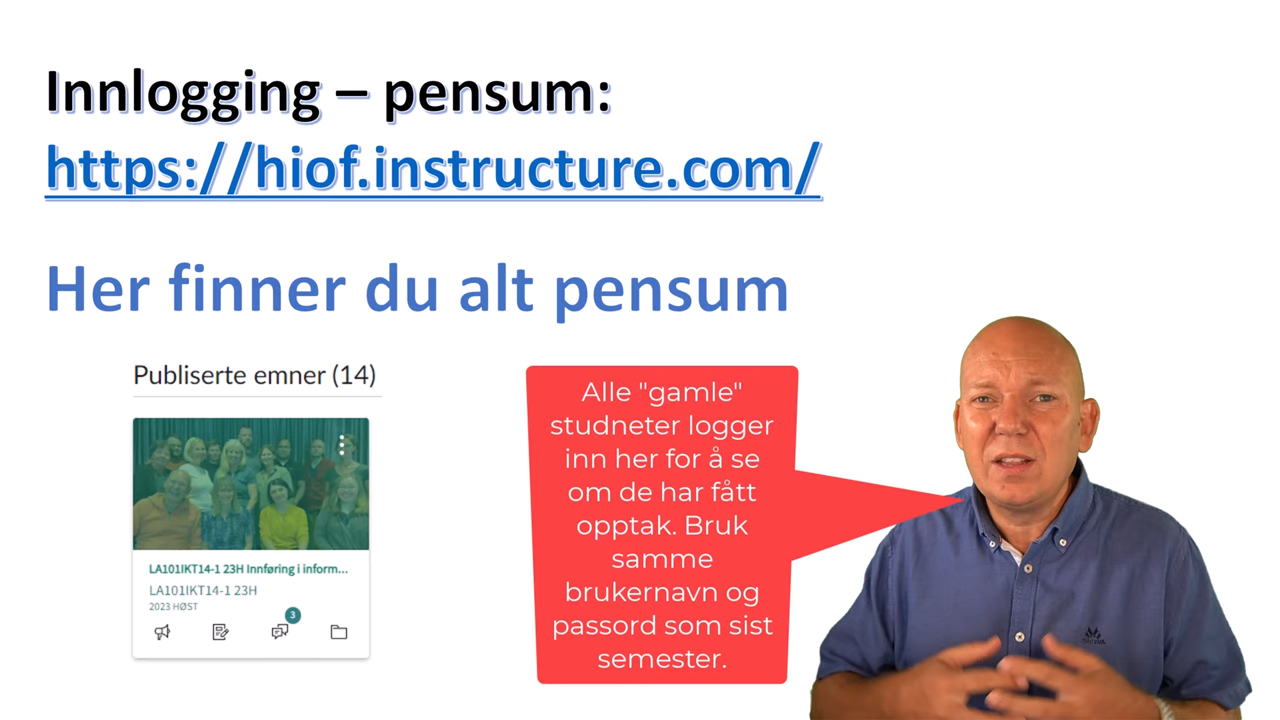 Innlogging – pensum:
https://hiof.instructure.com/
Her finner du alt pensum
Publiserte emner (14)
LA101IKT14-1 23H Innføring i inform...
LA101IKT14-1 23H
2023 HØST
3
Alle "gamle"
studneter logger
inn her for å se
om de har fått
opptak. Bruk
samme
brukernavn og
passord som sist
semester.